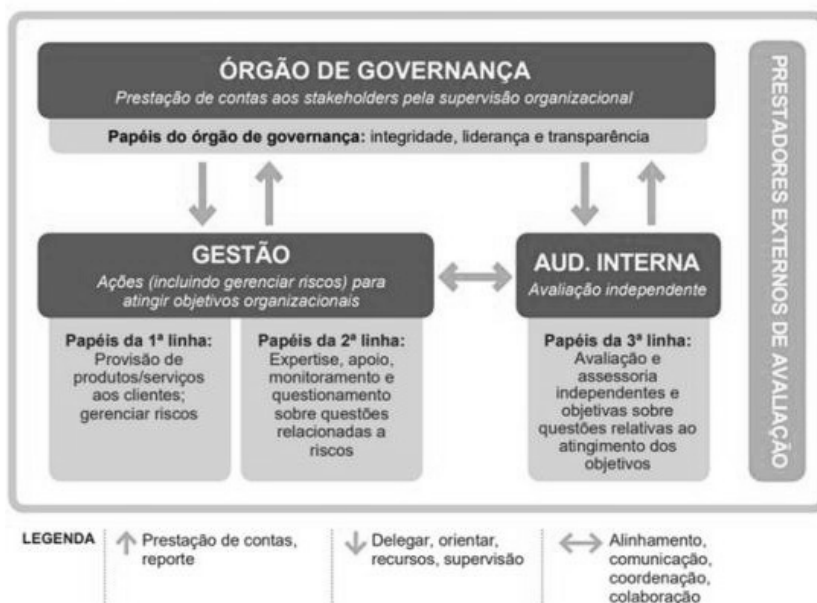 ÓRGÃO DE GOVERNANÇA
Prestação de contas aos stakeholders pela supervisão organizacional
Papéis do órgão de governança: integridade, liderança e transparência
GESTÃO
Ações (incluindo gerenciar riscos) para
atingir objetivos organizacionais
Papéis da 1ª linha:
Provisão de
produtos/serviços
aos clientes;
gerenciar riscos
Papéis da 2ª linha:
Expertise, apoio,
monitoramento e
questionamento
sobre questões
relacionadas a
riscos
AUD. INTERNA
Avaliação independente
Papéis da 3ª linha:
Avaliação e
assessoria
independentes e
objetivas sobre
questões relativas ao
atingimento dos
objetivos
PRESTADORES EXTERNOS DE AVALIAÇÃO
LEGENDA
Prestação de contas,
reporte
Delegar, orientar,
recursos, supervisão
Alinhamento,
comunicação,
coordenação,
colaboração